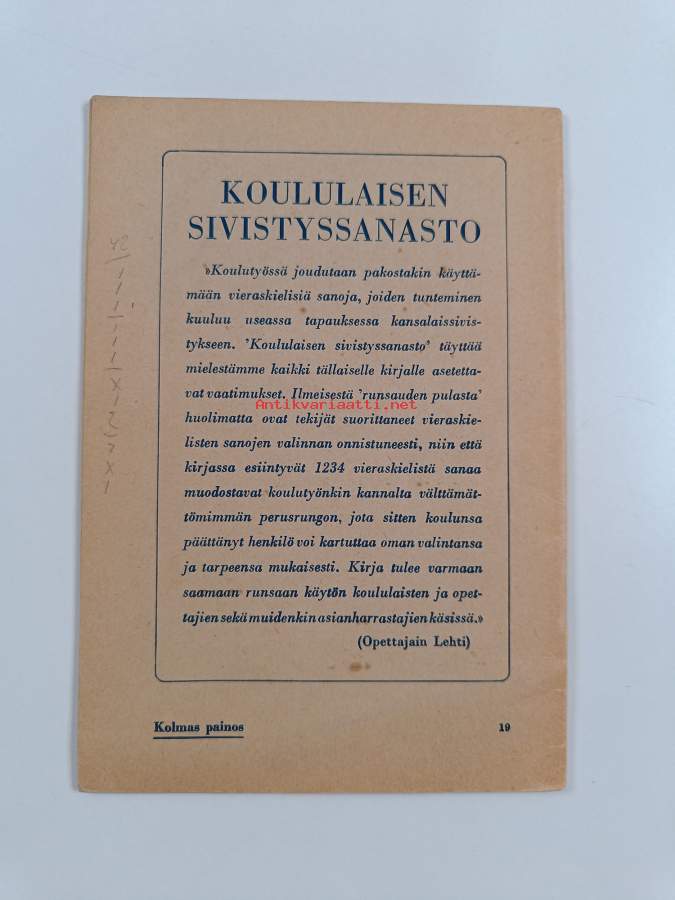 KOULULAISEN
SIVISTYSSANASTO
»Koulutyössä joudutaan pakostakin käyttä-
mään vieraskielisiä sanoja, joiden tunteminen
kuuluu useassa tapauksessa kansalaissivis-
tykseen. 'Koululaisen sivistyssanasto' täyttää
mielestämme kaikki tällaiselle kirjalle asetetta-
vat vaatimukset. Ilmeisestä 'runsauden pulasta'
Antikvariaatti.net
huolimatta ovat tekijät suorittaneet vieraskie-
listen sanojen valinnan onnistuneesti, niin että
kirjassa esiintyvät 1234 vieraskielistä sanaa
muodostavat koulutyönkin kannalta välttämät-
tömimmän perusrungon, jota sitten koulunsa
päättänyt henkilö voi kartuttaa oman valintansa
ja tarpeensa mukaisesti. Kirja tulee varmaan
saamaan runsaan käytön koululaisten ja opet-
tajien sekä muidenkin asianharrastajien käsissä.»
(Opettajain Lehti)
Kolmas painos
19